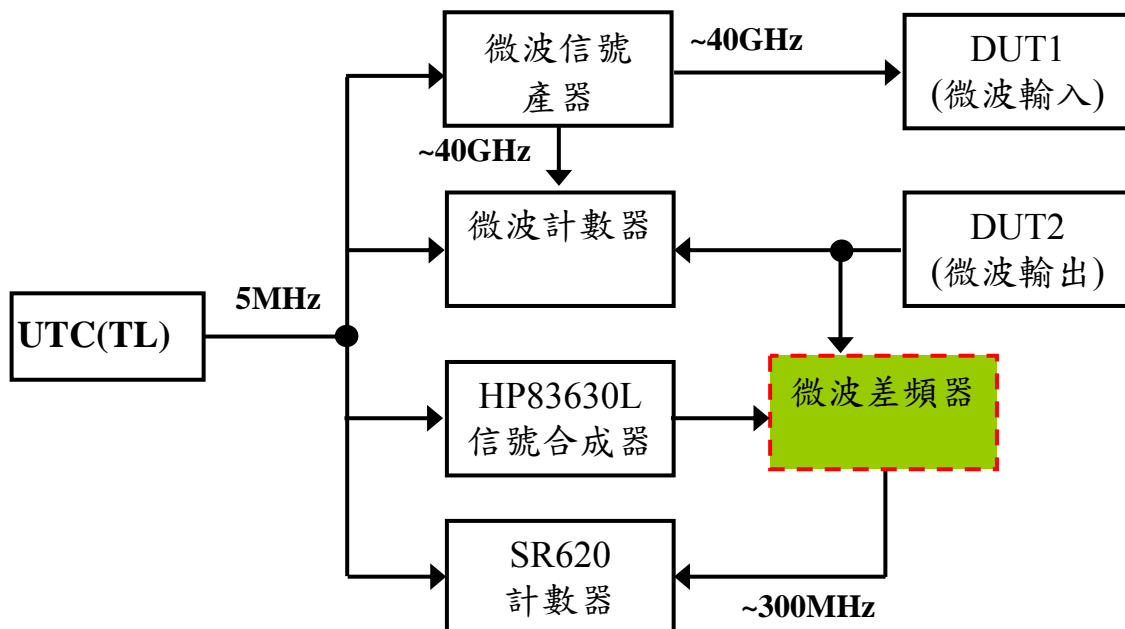 微波信號
產器
~40GHz
DUT1
(微波輸入)
~40GHz
微波計數器
DUT2
(微波輸出)
5MHz
UTC(TL)
HP83630L
信號合成器
微波差頻器
SR620
計數器
~300MHz